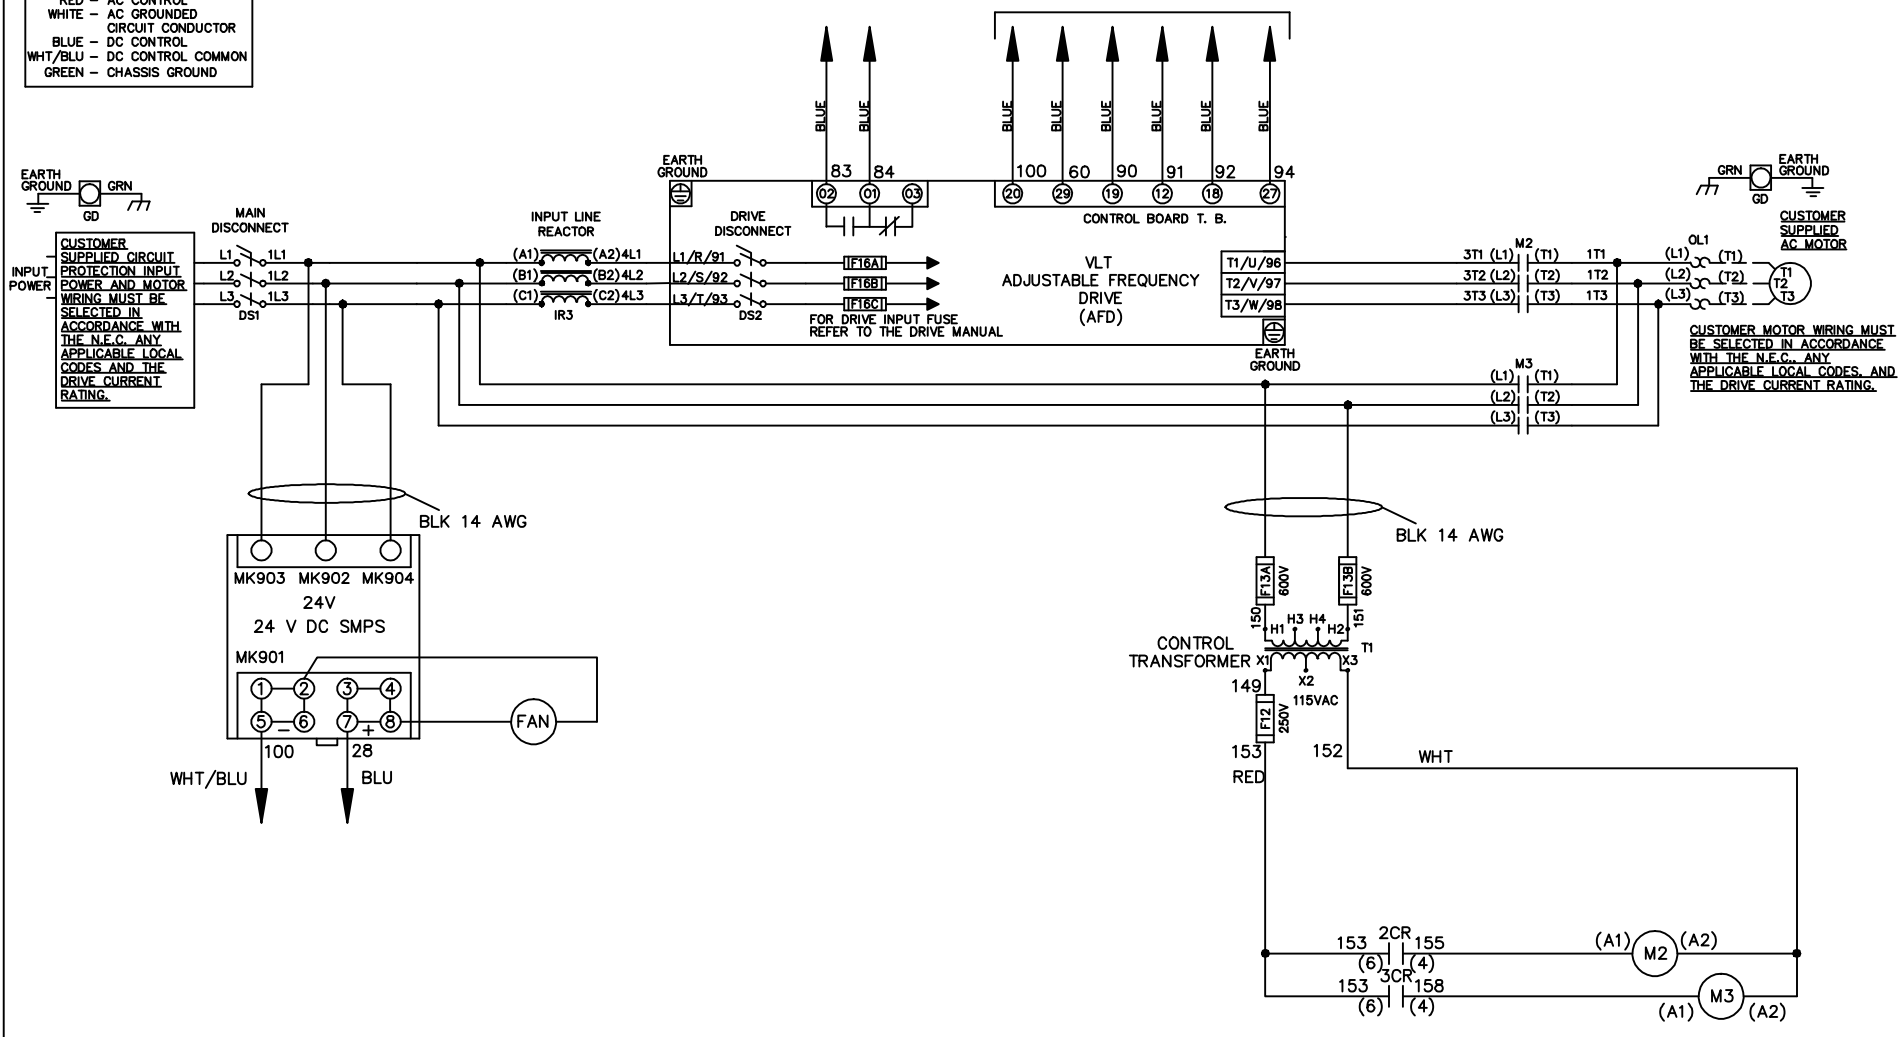 RED – AC CONTROL
WHITE – AC GROUNDED
CIRCUIT CONDUCTOR
BLUE – DC CONTROL
WHT/BLU – DC CONTROL COMMON
GREEN – CHASSIS GROUND
BLUE
BLUE
BLUE
BLUE
BLUE
BLUE
BLUE
BLUE
EARTH
GROUND
GRN
GD
MAIN
DISCONNECT
INPUT LINE
REACTOR
EARTH
GROUND
DRIVE
DISCONNECT
83
84
02
01
03
100
60
90
91
92
94
20
29
19
12
18
27
CONTROL BOARD T. B.
GRN
EARTH
GROUND
GD
CUSTOMER
SUPPLIED
AC MOTOR
INPUT
POWER
CUSTOMER
SUPPLIED CIRCUIT
PROTECTION INPUT
POWER AND MOTOR
WIRING MUST BE
SELECTED IN
ACCORDANCE WITH
THE N.E.C. ANY
APPLICABLE LOCAL
CODES AND THE
DRIVE CURRENT
RATING.
L1 1L1
L2 1L2
L3 1L3
DS1
(A1) (A2) 4L1
(B1) (B2) 4L2
(C1) (C2) 4L3
IR3
L1/R/91
L2/S/92
L3/T/93
DS2
F16A
F16B
F16C
FOR DRIVE INPUT FUSE
REFER TO THE DRIVE MANUAL
VLT
ADJUSTABLE FREQUENCY
DRIVE
(AFD)
T1/U/96
T2/V/97
T3/W/98
EARTH
GROUND
M2
3T1 (L1) (T1) 1T1
3T2 (L2) (T2) 1T2
3T3 (L3) (T3) 1T3
OL1
(L1) (T1)
(L2) (T2)
(L3) (T3)
T1
T2
T3
CUSTOMER MOTOR WIRING MUST
BE SELECTED IN ACCORDANCE
WITH THE N.E.C., ANY
APPLICABLE LOCAL CODES, AND
THE DRIVE CURRENT RATING.
M3
(L1) (T1)
(L2) (T2)
(L3) (T3)
BLK 14 AWG
BLK 14 AWG
MK903 MK902 MK904
24V
24 V DC SMPS
MK901
1 2 3 4
5 6 7 8
– +
FAN
100
28
WHT/BLU
BLU
F13A
600V
F13B
600V
150
151
H1 H3 H4 H2
CONTROL
TRANSFORMER
T1
X1
X3
X2
115VAC
149
F12
250V
153
152
RED
WHT
2CR
153 155
(6) (4)
(A1) M2 (A2)
3CR
153 158
(6) (4)
(A1) M3 (A2)